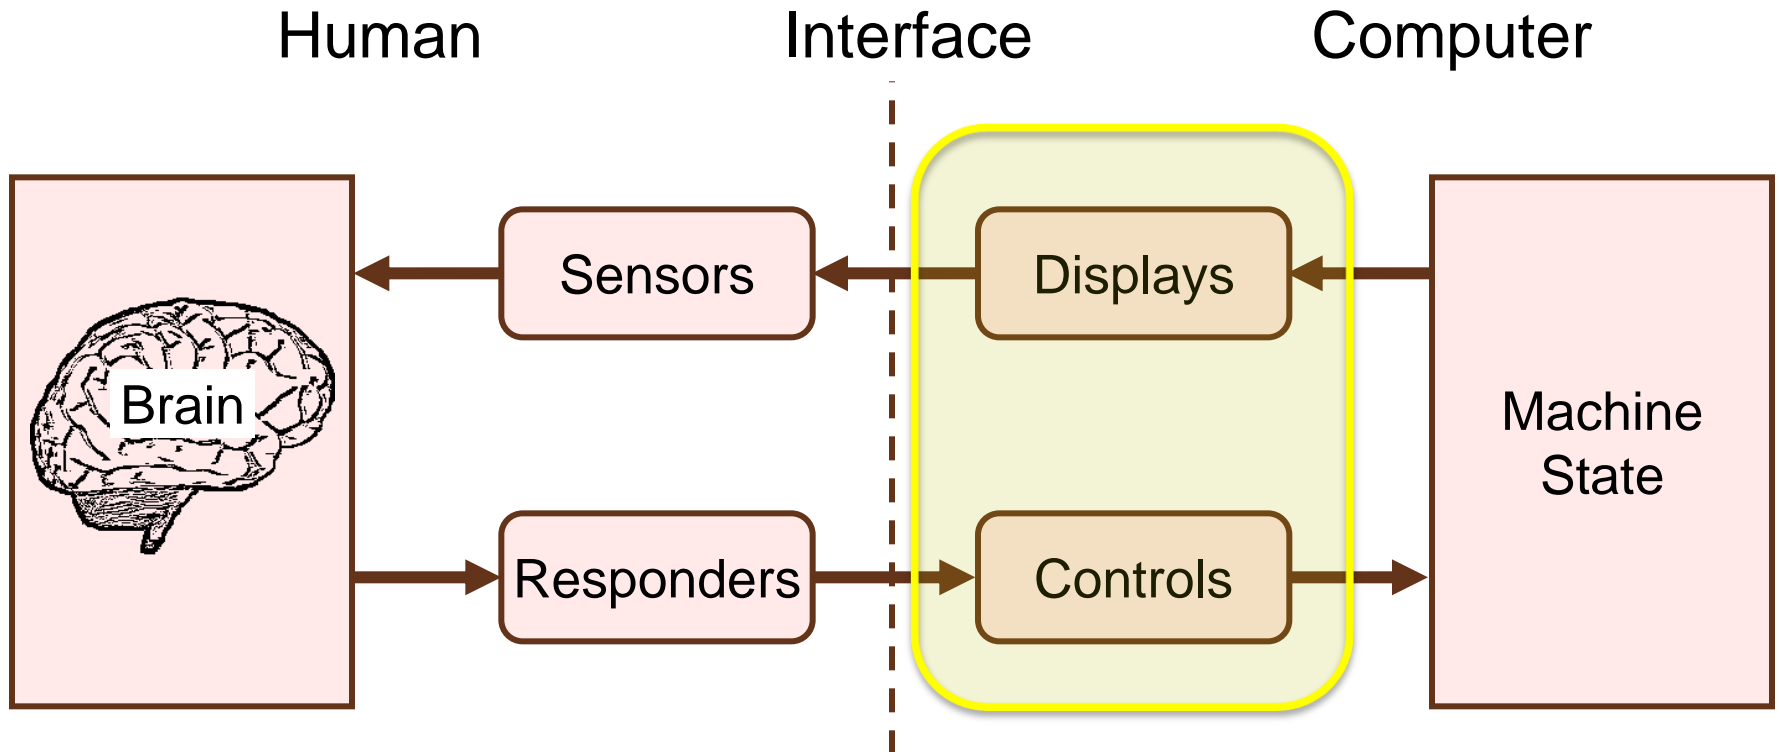 Human
Interface
Computer
Sensors
Displays
Brain
Machine
State
Responders
Controls